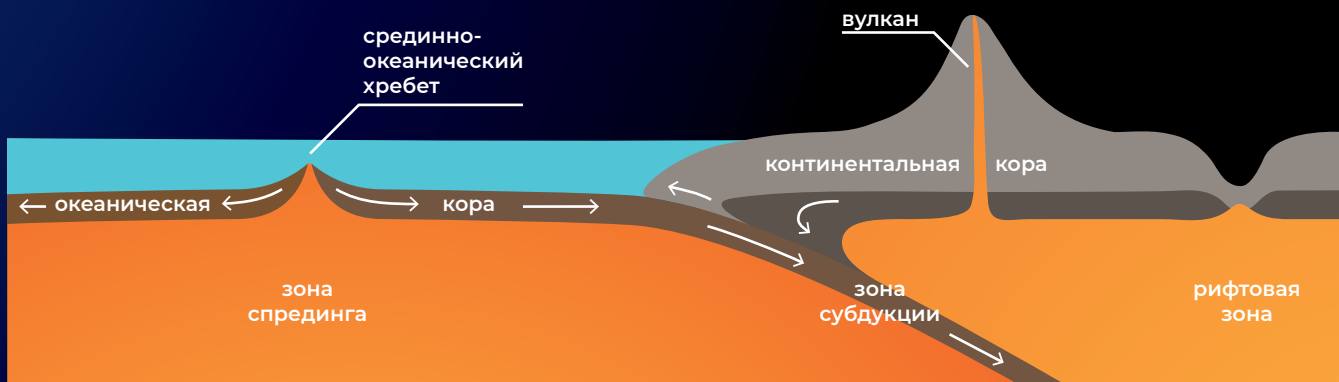 срединно-
океанический
хребет
вулкан
континентальная кора
океаническая кора
зона
спрединга
зона
субдукции
рифтовая
зона